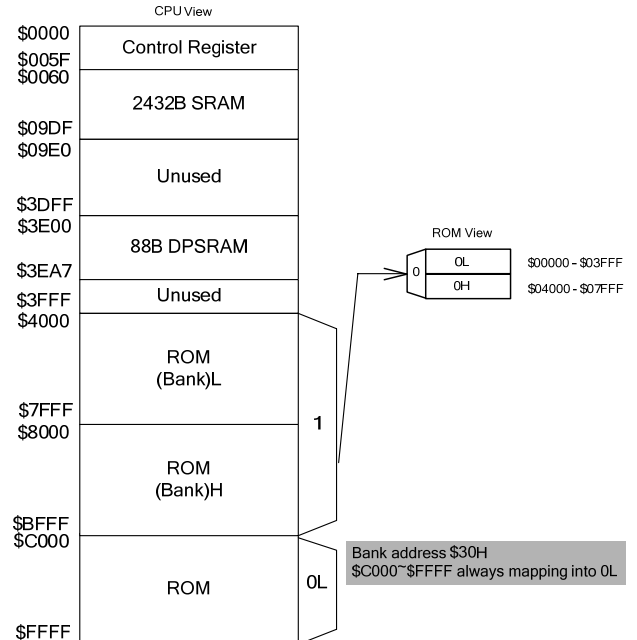 CPU View
$0000
Control Register
$005F
$0060
2432B SRAM
$09DF
$09E0
Unused
$3DFF
$3E00
88B DPSRAM
$3EA7
Unused
$3FFF
$4000
ROM
(Bank)L
$7FFF
$8000
ROM
(Bank)H
$BFFF
$C000
ROM
$FFFF
1
0L
ROM View
0
0L
$00000 - $03FFF
0H
$04000 - $07FFF
Bank address $30H
$C000~$FFFF always mapping into 0L